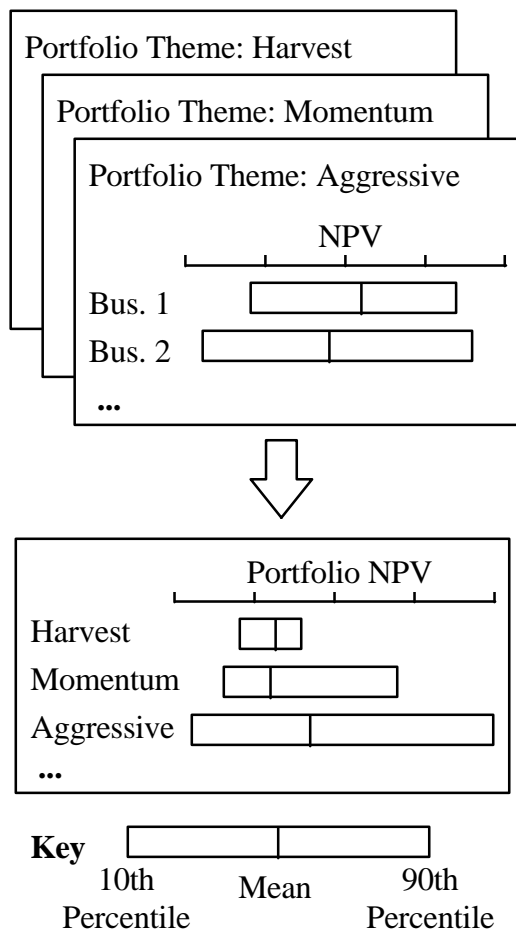 Portfolio Theme: Harvest
Portfolio Theme: Momentum
Portfolio Theme: Aggressive
NPV
Bus. 1
Bus. 2
...
Portfolio NPV
Harvest
Momentum
Aggressive
...
Key
10th Percentile
Mean
90th Percentile